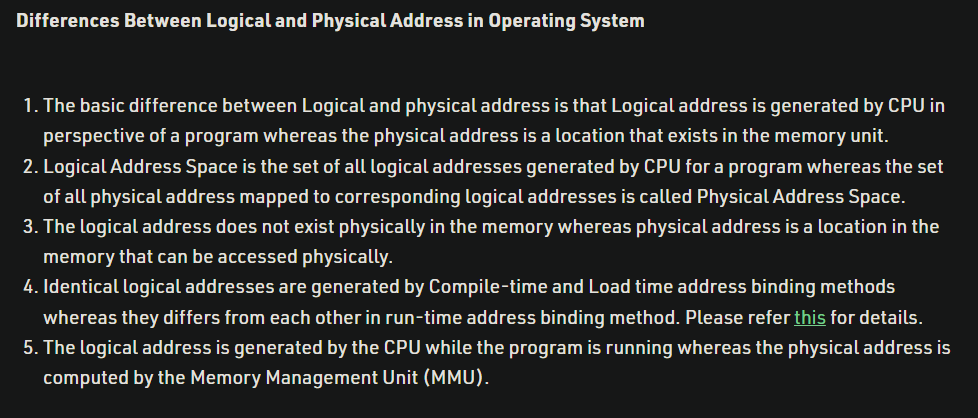 Differences Between Logical and Physical Address in Operating System
1. The basic difference between Logical and physical address is that Logical address is generated by CPU in
perspective of a program whereas the physical address is a location that exists in the memory unit.
2. Logical Address Space is the set of all logical addresses generated by CPU for a program whereas the set
of all physical address mapped to corresponding logical addresses is called Physical Address Space.
3. The logical address does not exist physically in the memory whereas physical address is a location in the
memory that can be accessed physically.
4. Identical logical addresses are generated by Compile-time and Load time address binding methods
whereas they differs from each other in run-time address binding method. Please refer this for details.
5. The logical address is generated by the CPU while the program is running whereas the physical address is
computed by the Memory Management Unit (MMU).